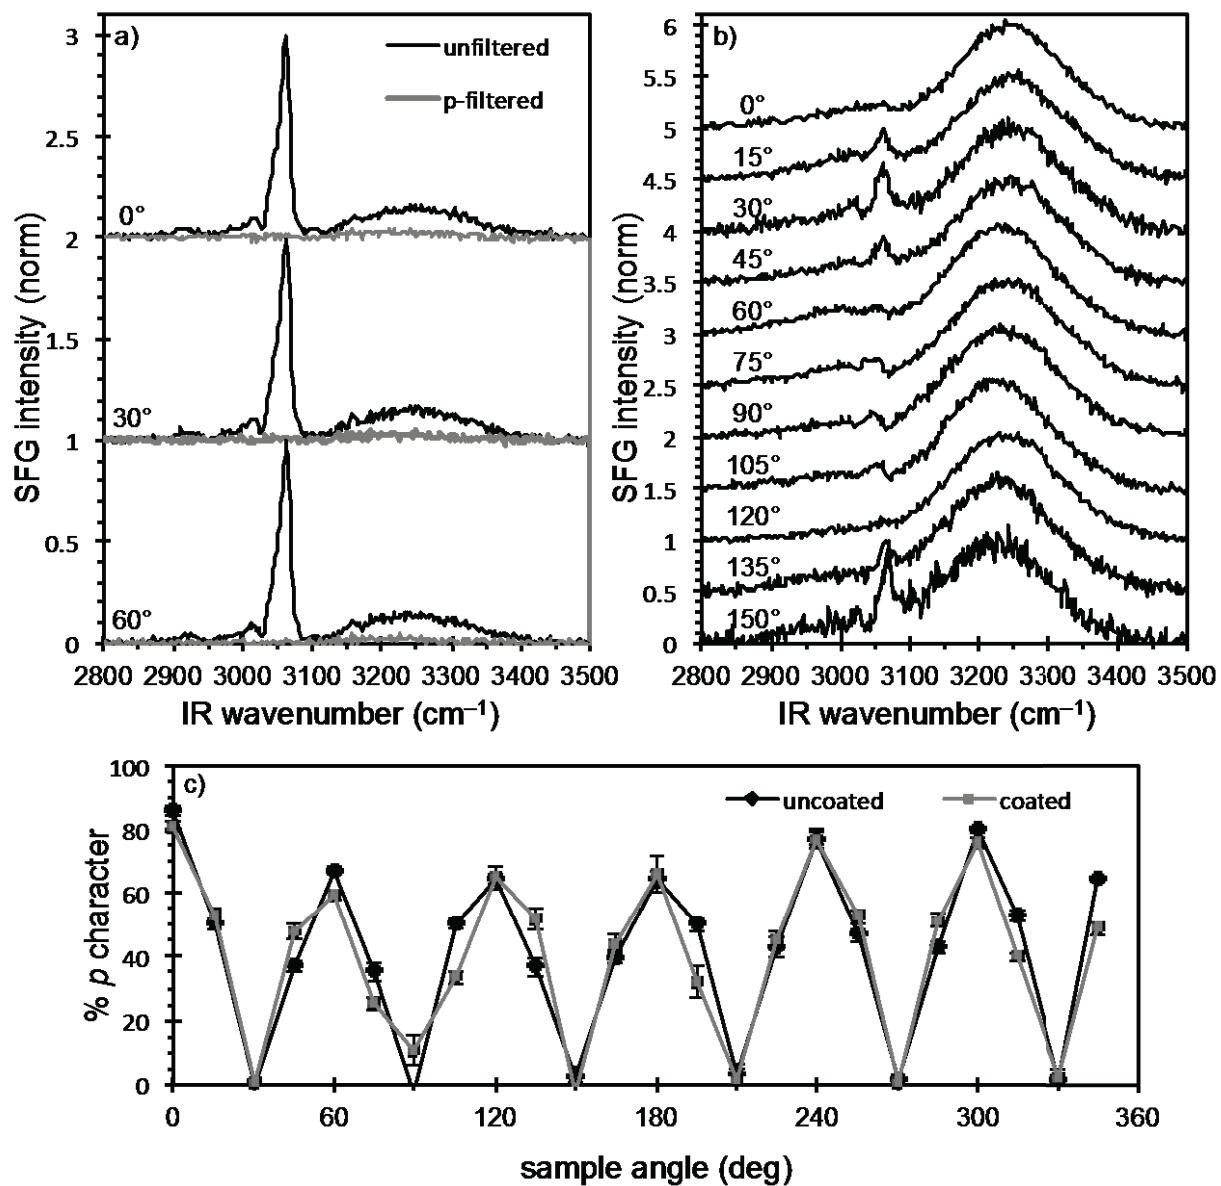 a)
unfiltered
p-filtered
3
2.5
2
1.5
1
0.5
0
0°
30°
60°
SFG intensity (norm)
2800 2900 3000 3100 3200 3300 3400 3500
IR wavenumber (cm–1)
b)
6
5.5
5
4.5
4
3.5
3
2.5
2
1.5
1
0.5
0
0°
15°
30°
45°
60°
75°
90°
105°
120°
135°
150°
SFG intensity (norm)
2800 2900 3000 3100 3200 3300 3400 3500
IR wavenumber (cm–1)
c)
uncoated
coated
100
80
60
40
20
0
% p character
0 60 120 180 240 300 360
sample angle (deg)